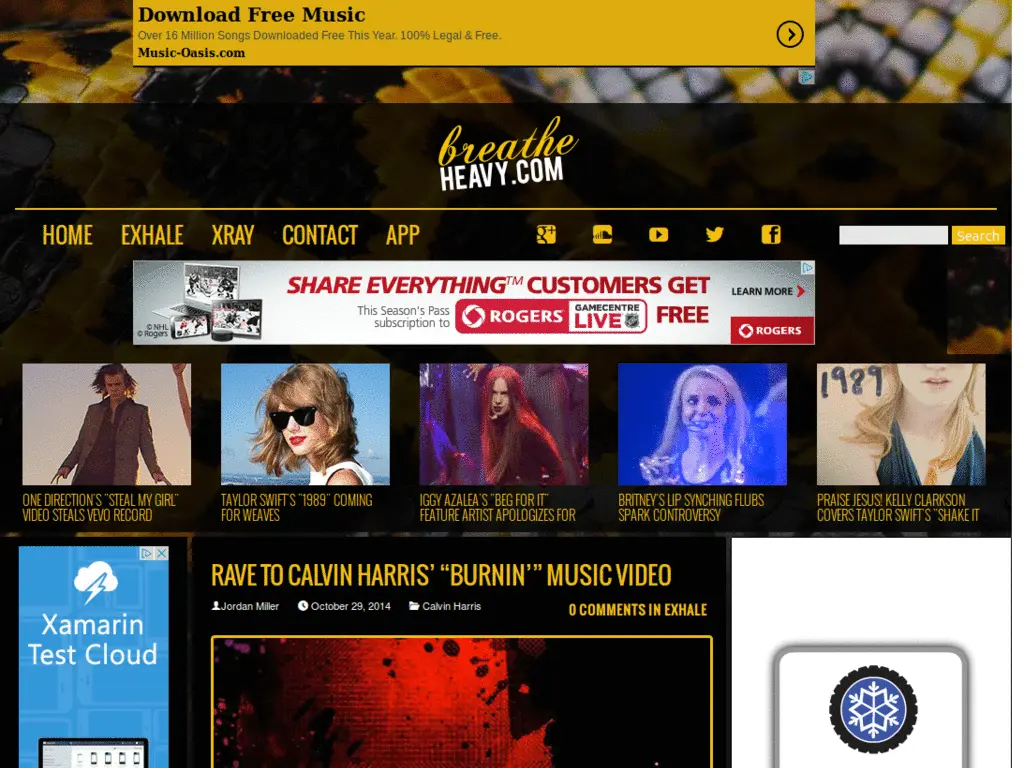 Download Free Music
Over 16 Million Songs Downloaded Free This Year. 100% Legal & Free.
Music-Oasis.com
breathe
HEAVY.COM
HOME EXHALE XRAY CONTACT APP
Search
SHARE EVERYTHING™ CUSTOMERS GET
This Season's Pass
subscription to
ROGERS
GAMECENTRE
LIVE
FREE
LEARN MORE
ROGERS
© NHL
© Rogers
1989
ONE DIRECTION'S "STEAL MY GIRL"
VIDEO STEALS VEVO RECORD
TAYLOR SWIFT'S "1989" COMING
FOR WEAVES
IGGY AZALEA'S "BEG FOR IT"
FEATURE ARTIST APOLOGIZES FOR
BRITNEY'S LIP SYNCHING FLUBS
SPARK CONTROVERSY
PRAISE JESUS! KELLY CLARKSON
COVERS TAYLOR SWIFT'S "SHAKE IT
Xamarin
Test Cloud
RAVE TO CALVIN HARRIS' "BURNIN'" MUSIC VIDEO
Jordan Miller October 29, 2014 Calvin Harris
0 COMMENTS IN EXHALE